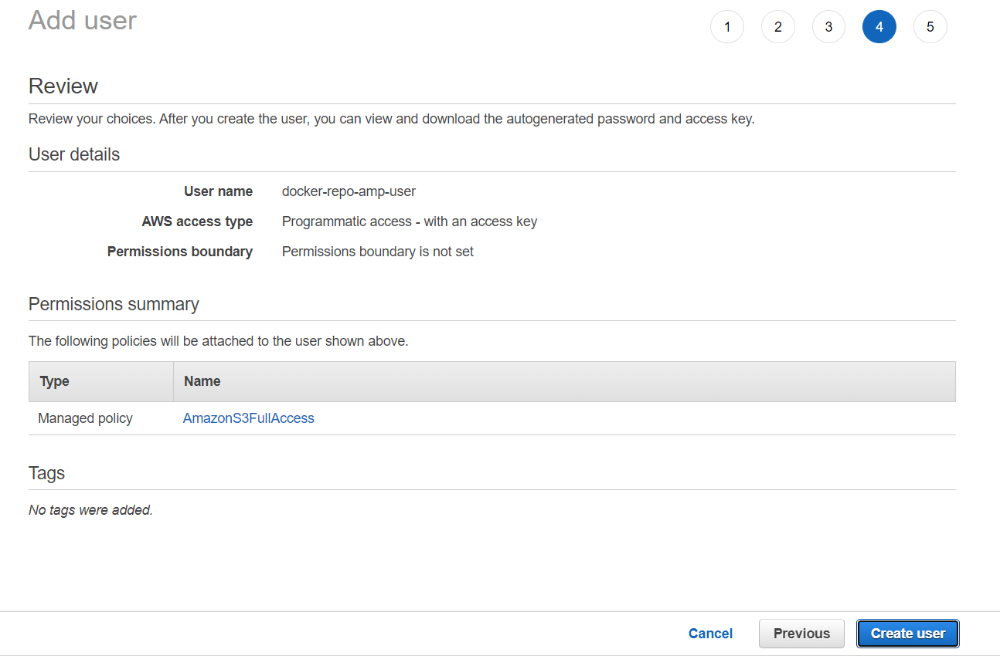 Add user
1 2 3 4 5
Review
Review your choices. After you create the user, you can view and download the autogenerated password and access key.
User details
User name docker-repo-amp-user
AWS access type Programmatic access - with an access key
Permissions boundary Permissions boundary is not set
Permissions summary
The following policies will be attached to the user shown above.
Type Name
Managed policy AmazonS3FullAccess
Tags
No tags were added.
Cancel Previous Create user